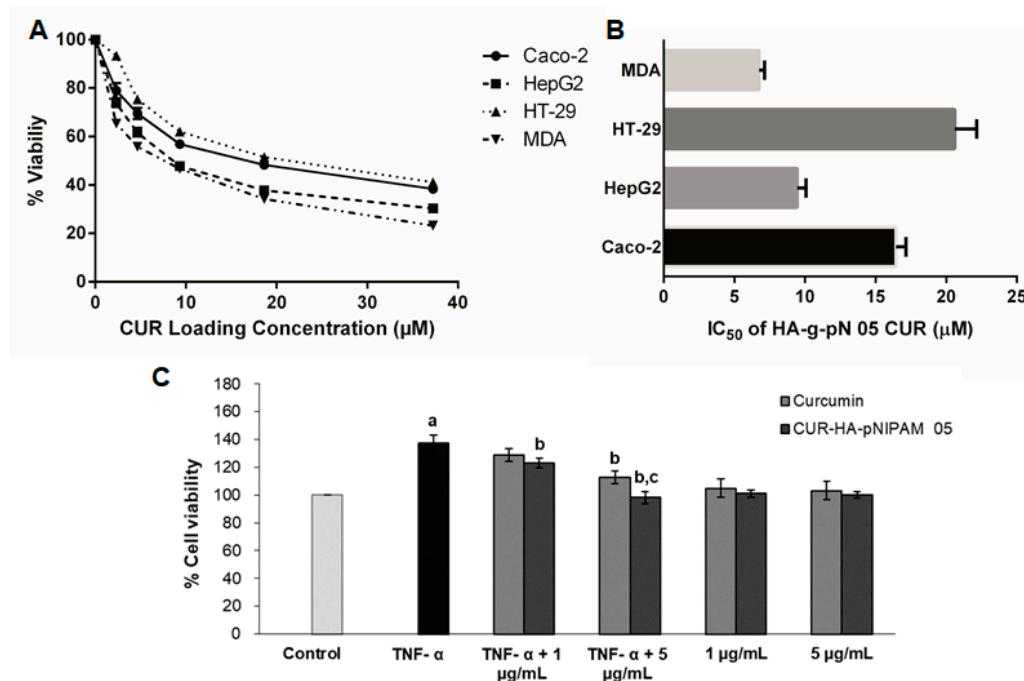 A
100
80
60
40
20
0
% Viabiliy
0 10 20 30 40
CUR Loading Concentration (µM)
Caco-2
HepG2
HT-29
MDA
B
MDA
HT-29
HepG2
Caco-2
0 5 10 15 20 25
IC50 of HA-g-pN 05 CUR (µM)
C
180
160
140
120
100
80
60
40
20
0
% Cell viability
a
b
b
b,c
Curcumin
CUR-HA-pNIPAM 05
Control
TNF- α
TNF- α + 1
µg/mL
TNF- α + 5
µg/mL
1 µg/mL
5 µg/mL